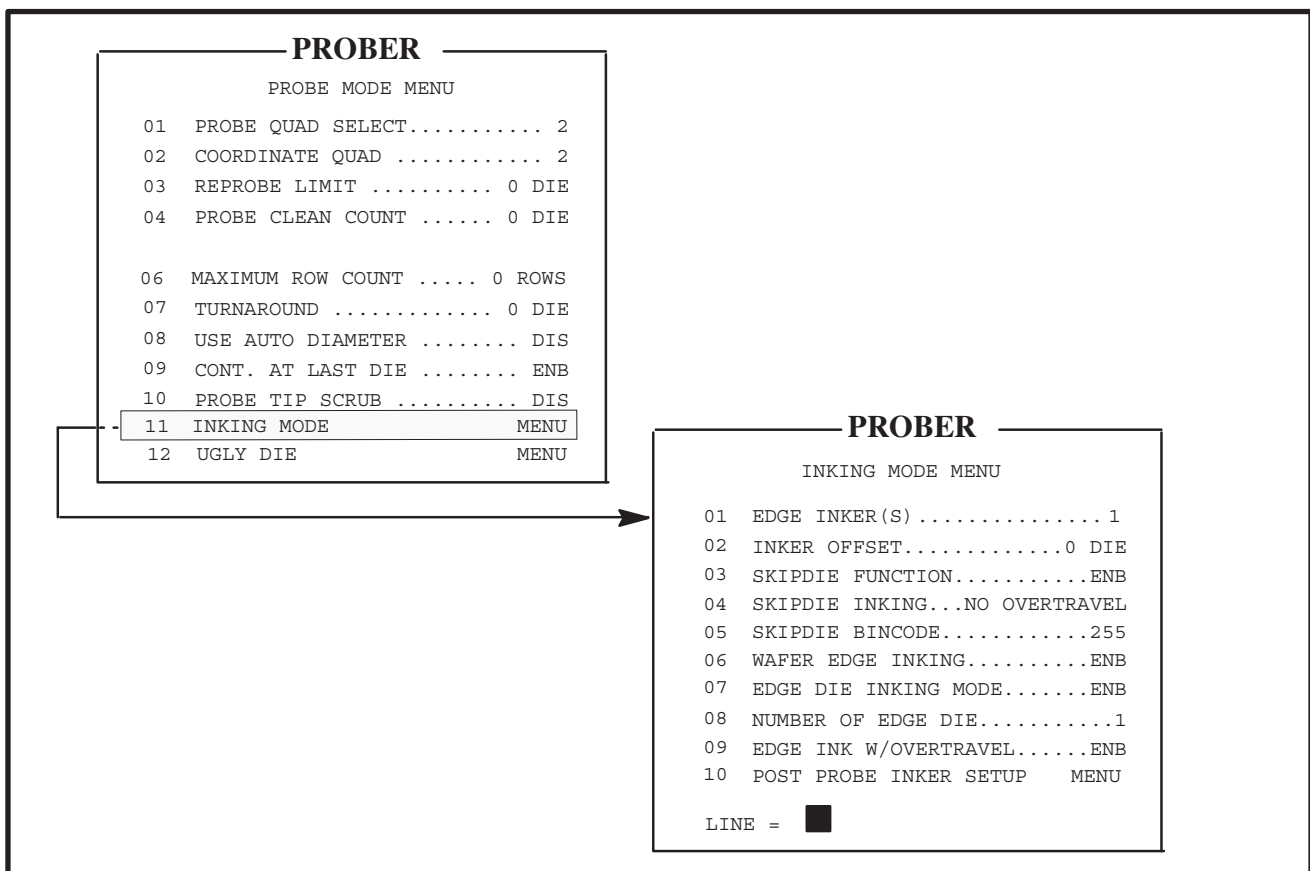 PROBER
PROBE MODE MENU
01 PROBE QUAD SELECT........... 2
02 COORDINATE QUAD ............ 2
03 REPROBE LIMIT .......... 0 DIE
04 PROBE CLEAN COUNT ...... 0 DIE
06 MAXIMUM ROW COUNT ..... 0 ROWS
07 TURNAROUND ............. 0 DIE
08 USE AUTO DIAMETER ........ DIS
09 CONT. AT LAST DIE ........ ENB
10 PROBE TIP SCRUB .......... DIS
11 INKING MODE MENU
12 UGLY DIE MENU
PROBER
INKING MODE MENU
01 EDGE INKER(S)............... 1
02 INKER OFFSET.............0 DIE
03 SKIPDIE FUNCTION...........ENB
04 SKIPDIE INKING...NO OVERTRAVEL
05 SKIPDIE BINCODE............255
06 WAFER EDGE INKING..........ENB
07 EDGE DIE INKING MODE.......ENB
08 NUMBER OF EDGE DIE...........1
09 EDGE INK W/OVERTRAVEL......ENB
10 POST PROBE INKER SETUP MENU
LINE =